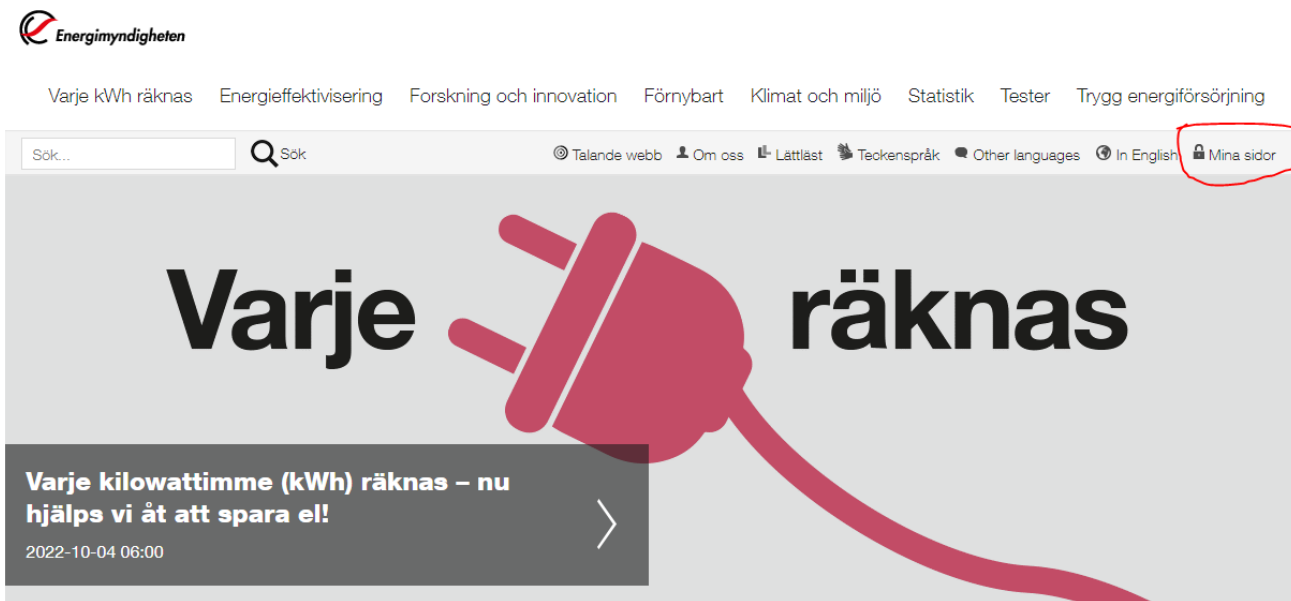 Energimyndigheten
Varje kWh räknas Energieffektivisering Forskning och innovation Förnybart Klimat och miljö Statistik Tester Trygg energiförsörjning
Sök... Sök Talande webb Om oss Lättläst Teckenspråk Other languages In English Mina sidor
Varje räknas
Varje kilowattimme (kWh) räknas – nu
hjälps vi åt att spara el!
2022-10-04 06:00